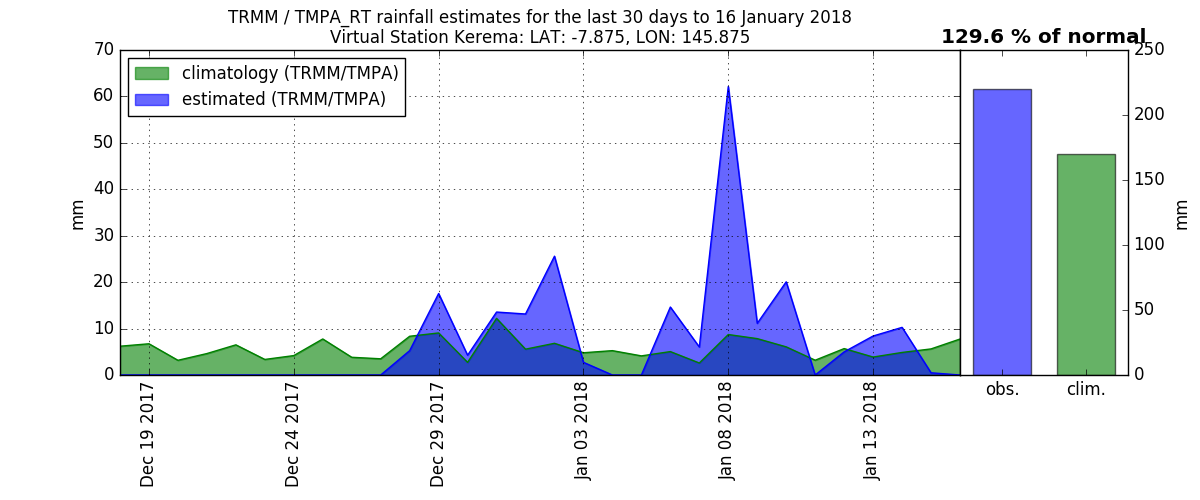 TRMM / TMPA_RT rainfall estimates for the last 30 days to 16 January 2018
Virtual Station Kerema: LAT: -7.875, LON: 145.875
129.6 % of normal
climatology (TRMM/TMPA)
estimated (TRMM/TMPA)
70
60
50
40
30
20
10
0
mm
Dec 19 2017
Dec 24 2017
Dec 29 2017
Jan 03 2018
Jan 08 2018
Jan 13 2018
250
200
150
100
50
0
mm
obs.
clim.